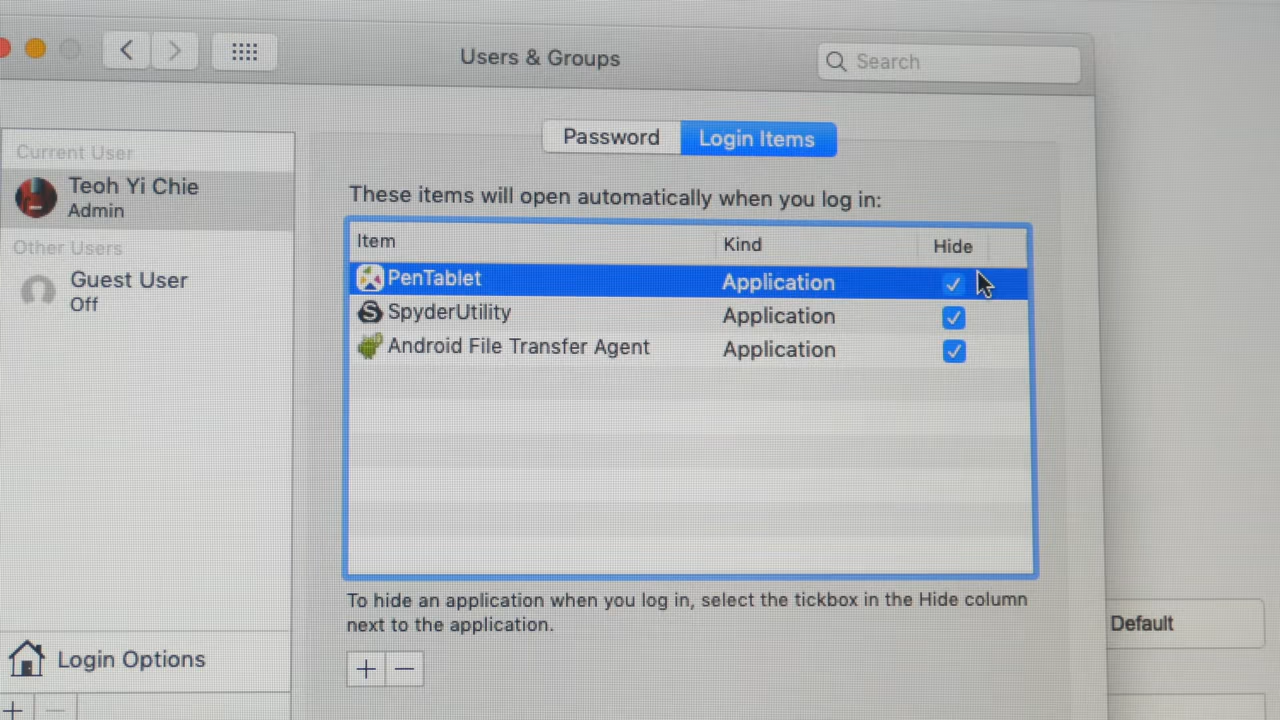 Users & Groups
Search
Password
Login Items
Current User
Teoh Yi Chie
Admin
Other Users
Guest User
Off
Login Options
These items will open automatically when you log in:
Item Kind Hide
PenTablet Application
SpyderUtility Application
Android File Transfer Agent Application
To hide an application when you log in, select the tickbox in the Hide column
next to the application.
Default